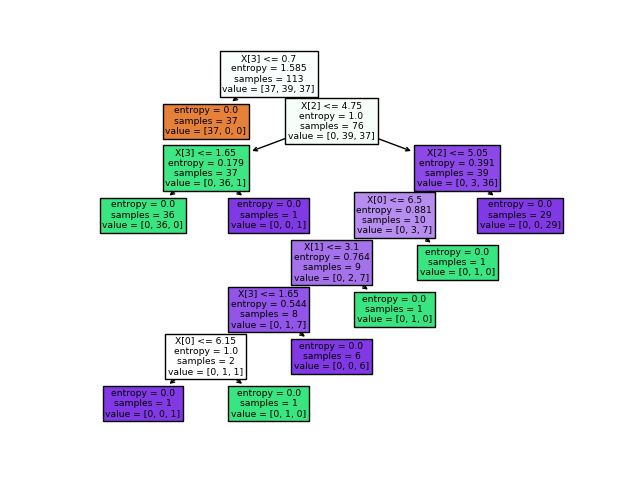 X[3] <= 0.7
entropy = 1.585
samples = 113
value = [37, 39, 37]
entropy = 0.0
samples = 37
value = [37, 0, 0]
X[2] <= 4.75
entropy = 1.0
samples = 76
value = [0, 39, 37]
X[3] <= 1.65
entropy = 0.179
samples = 37
value = [0, 36, 1]
X[2] <= 5.05
entropy = 0.391
samples = 39
value = [0, 3, 36]
entropy = 0.0
samples = 36
value = [0, 36, 0]
entropy = 0.0
samples = 1
value = [0, 0, 1]
X[0] <= 6.5
entropy = 0.881
samples = 10
value = [0, 3, 7]
entropy = 0.0
samples = 29
value = [0, 0, 29]
X[1] <= 3.1
entropy = 0.764
samples = 9
value = [0, 2, 7]
entropy = 0.0
samples = 1
value = [0, 1, 0]
X[3] <= 1.65
entropy = 0.544
samples = 8
value = [0, 1, 7]
entropy = 0.0
samples = 1
value = [0, 1, 0]
X[0] <= 6.15
entropy = 1.0
samples = 2
value = [0, 1, 1]
entropy = 0.0
samples = 6
value = [0, 0, 6]
entropy = 0.0
samples = 1
value = [0, 0, 1]
entropy = 0.0
samples = 1
value = [0, 1, 0]